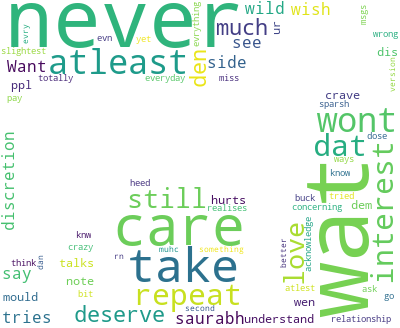 never
evry
evn
yet
evrything
much
ur
wild
wish
msgs
wrong
slightest
atleast
den
side
see
dis
Want
totally
everyday
miss
ppl
pay
version
crave
sparsh
wont
dose
dat
discretion
interest
wat
ways
know
tried
heed
still
hurts
realises
buck
concerning
dem
care
love
acknowledge
better
knw
crazy
talks
muhc
something
say
think
dan
rn
take
note
bit
wen
atlest
ask
go
mould
repeat
second
tries
deserve
saurabh
understand
relationship